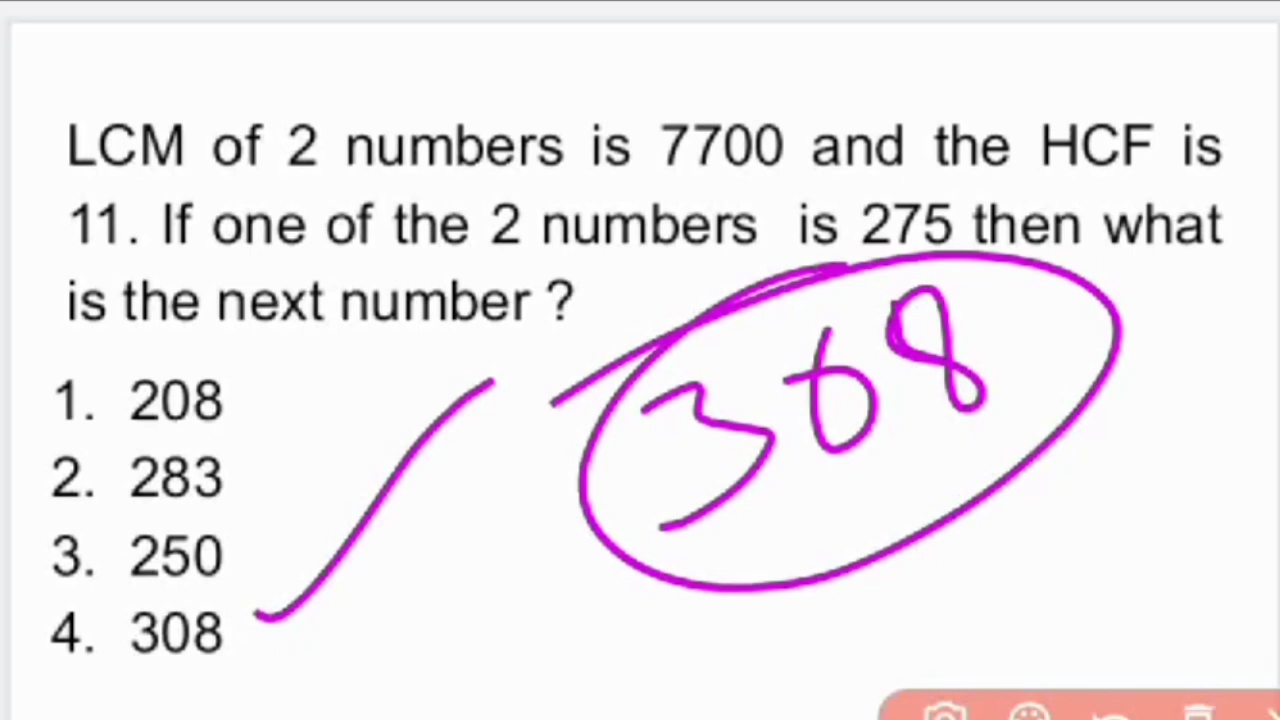 LCM of 2 numbers is 7700 and the HCF is
11. If one of the 2 numbers is 275 then what
is the next number ?
308
1. 208
2. 283
3. 250
4. 308